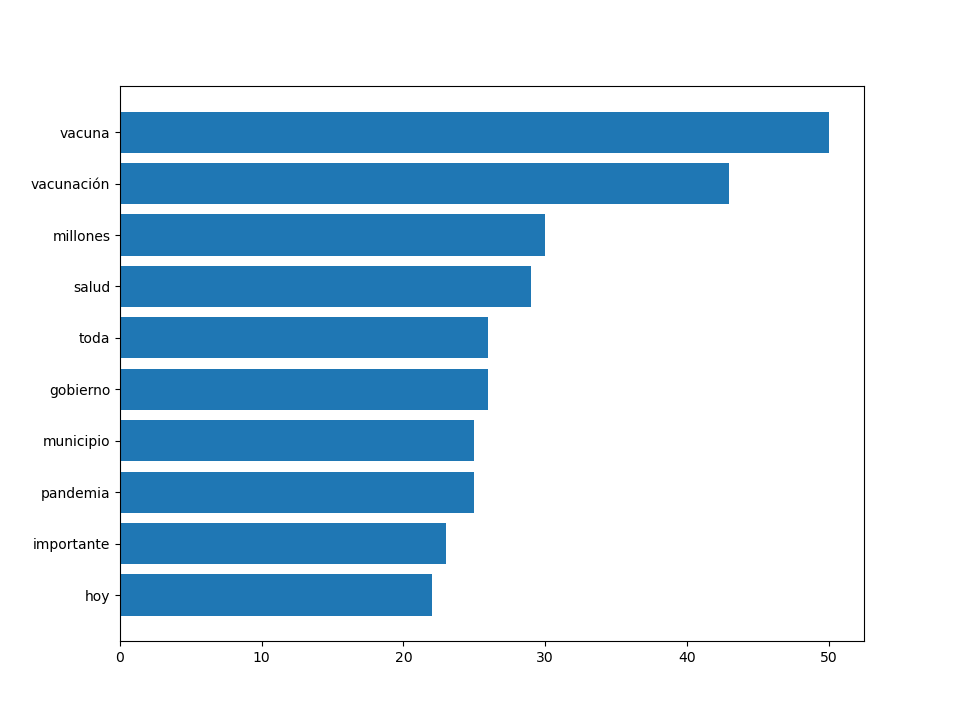 vacuna
vacunación
millones
salud
toda
gobierno
municipio
pandemia
importante
hoy
0 10 20 30 40 50